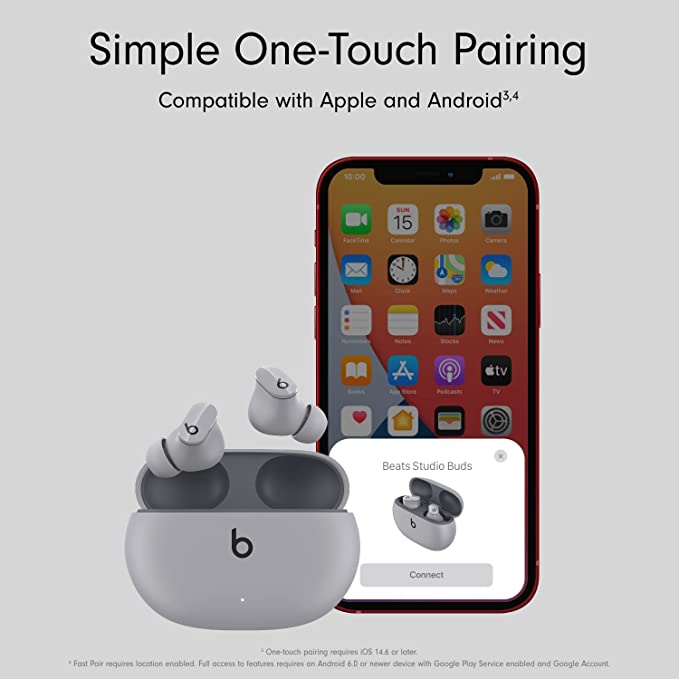 Simple One-Touch Pairing
Compatible with Apple and Android3,4
10:00
FaceTime
SUN
15
Calendar
Photos
Camera
Mail
Clock
Maps
Weather
Reminders
Notes
Stocks
News
Books
App Store
Podcasts
tv
TV
Beats Studio Buds
Connect
b
b
b
3 One-touch pairing requires iOS 14.6 or later.
4 Fast Pair requires location enabled. Full access to features requires an Android 6.0 or newer device with Google Play Service enabled and Google Account.